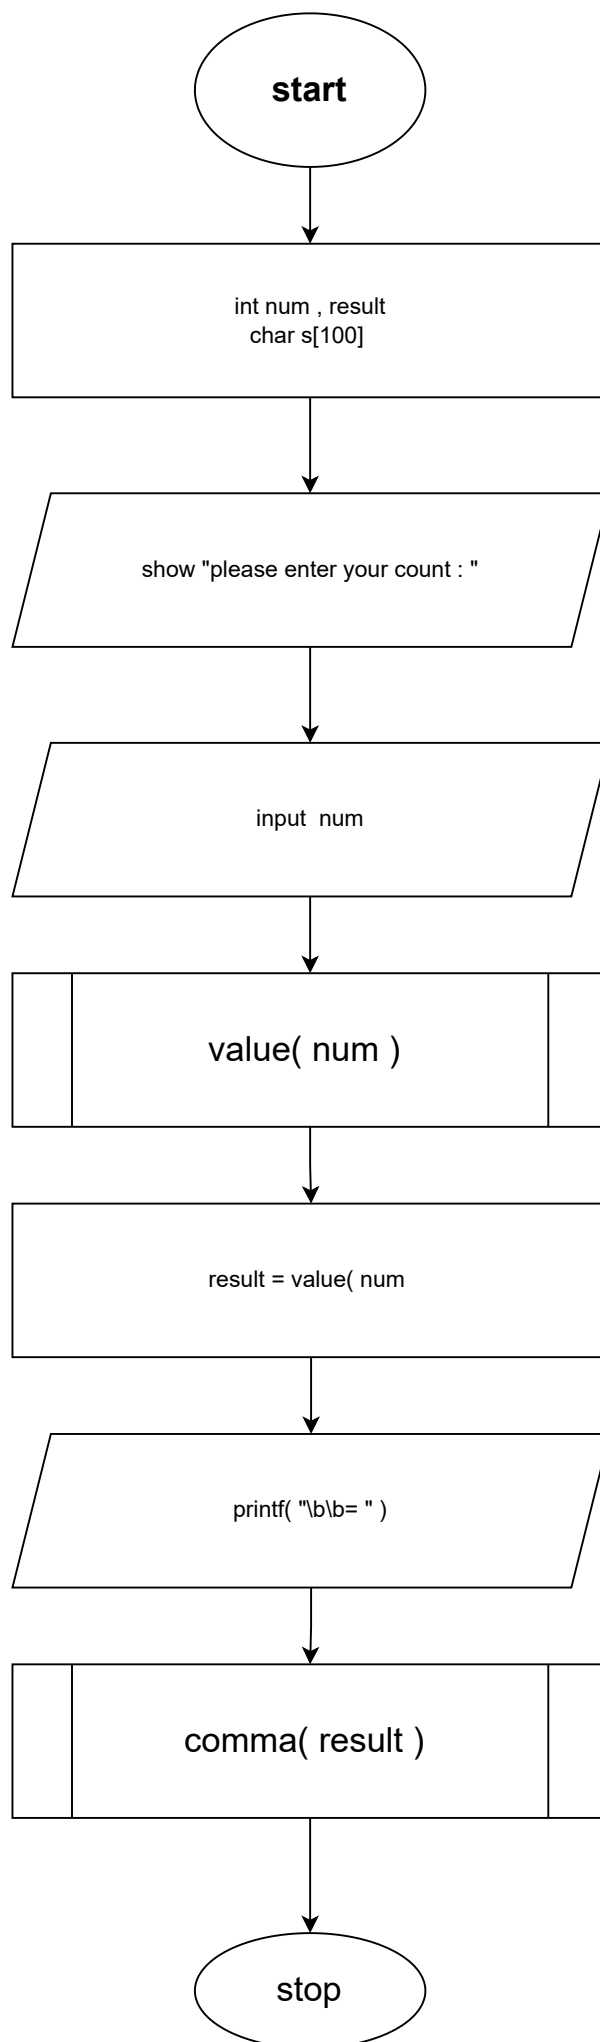 start
int num , result
char s[100]
show "please enter your count : "
input  num
value( num )
result = value( num
printf( "\b\b= " )
comma( result )
stop